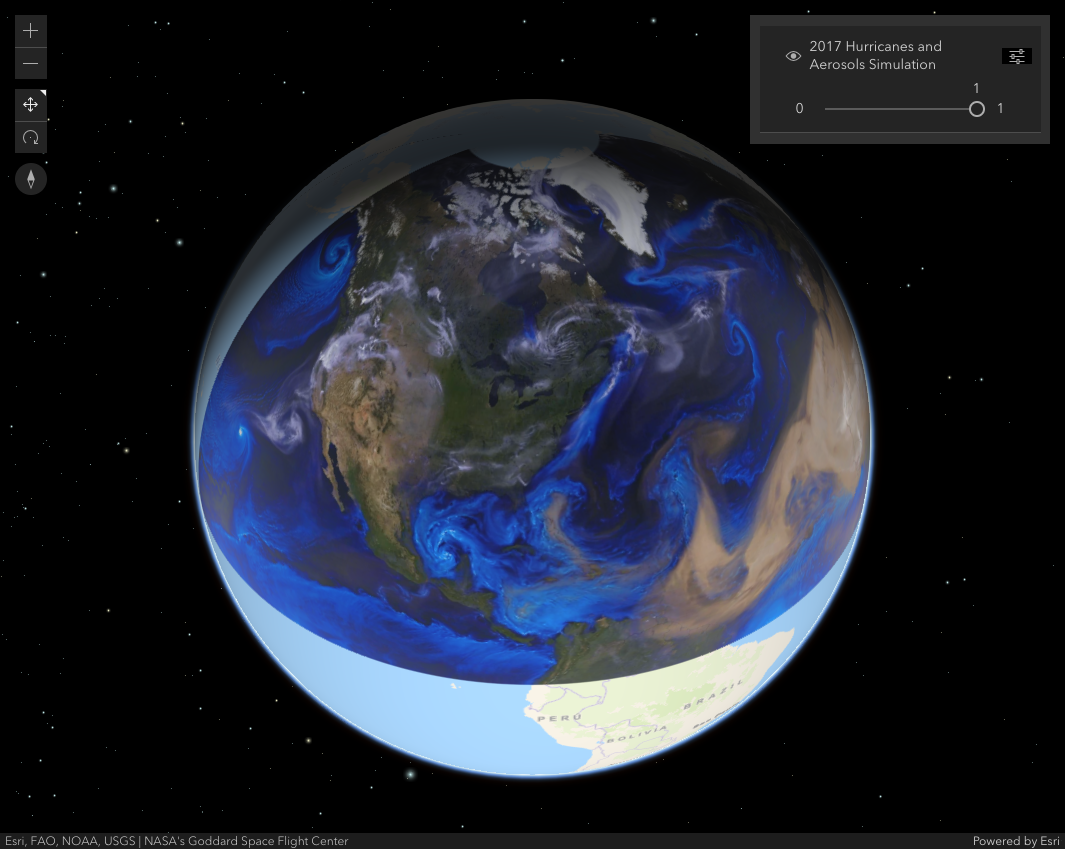 2017 Hurricanes and
Aerosols Simulation
1
0 1
PERÚ
BRAZIL
BOLIVIA
Esri, FAO, NOAA, USGS | NASA's Goddard Space Flight Center
Powered by Esri